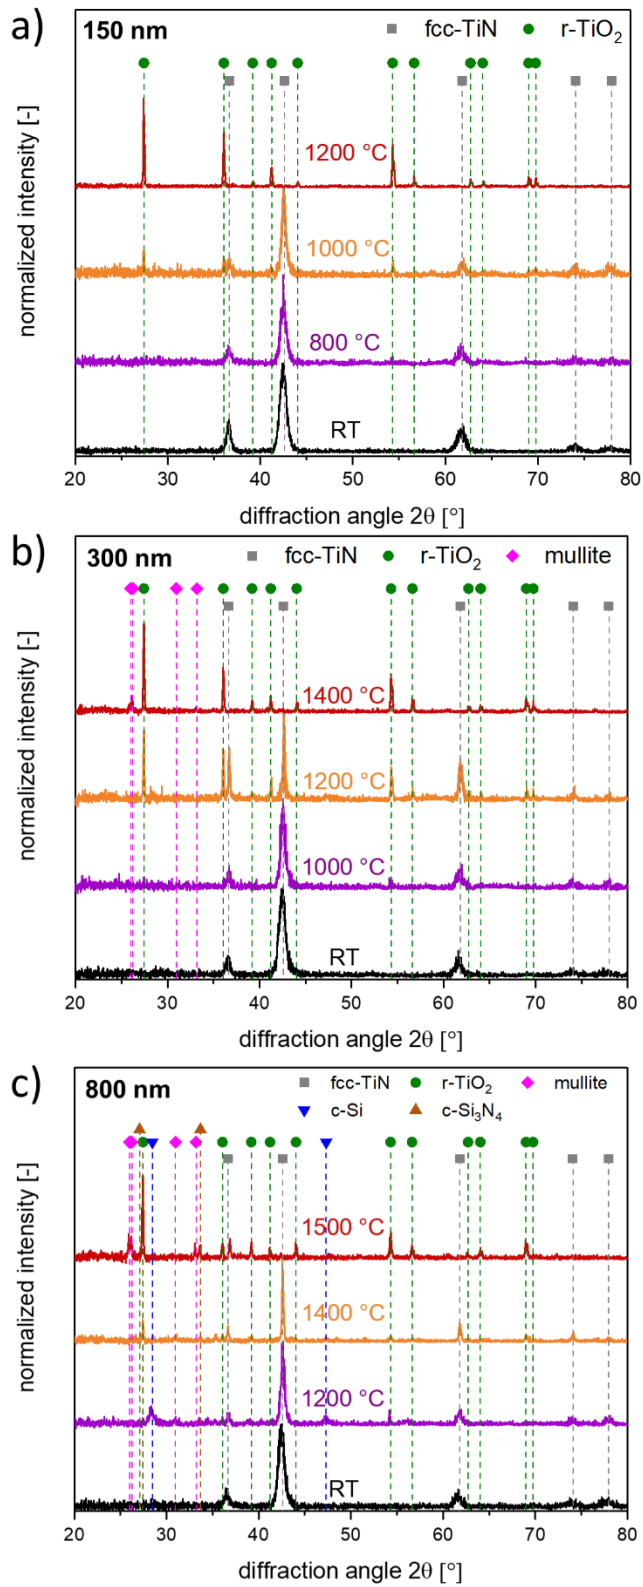 a)
150 nm
fcc-TiN
r-TiO₂
normalized intensity [-]
1200 °C
1000 °C
800 °C
RT
20 30 40 50 60 70 80
diffraction angle 2θ [°]
b)
300 nm
fcc-TiN
r-TiO₂
mullite
normalized intensity [-]
1400 °C
1200 °C
1000 °C
RT
20 30 40 50 60 70 80
diffraction angle 2θ [°]
c)
800 nm
fcc-TiN
r-TiO₂
mullite
c-Si
c-Si₃N₄
normalized intensity [-]
1500 °C
1400 °C
1200 °C
RT
20 30 40 50 60 70 80
diffraction angle 2θ [°]